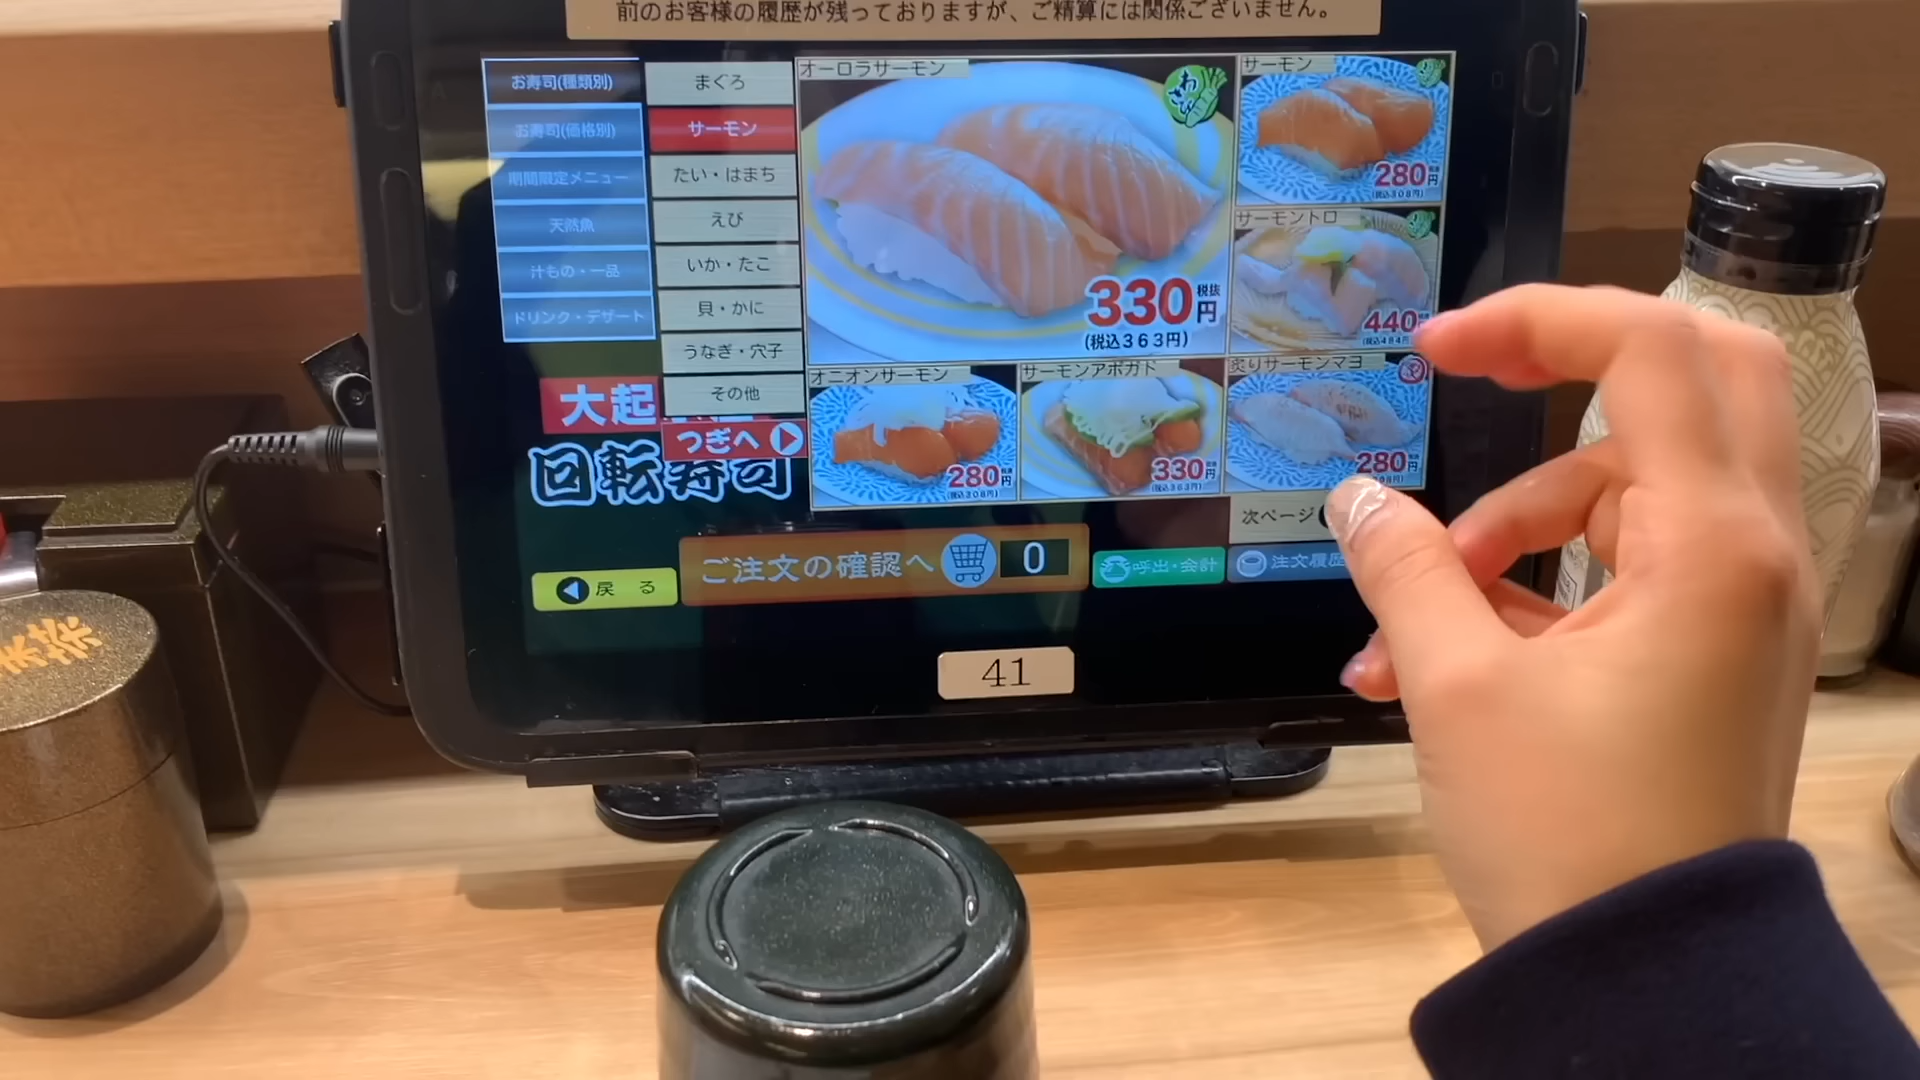 前のお客様の履歴が残っておりますが、ご精算には関係ございません。
お寿司(種類別)
お寿司(価格別)
期間限定メニュー
天然魚
汁もの・一品
ドリンク・デザート
まぐろ
サーモン
たい・はまち
えび
いか・たこ
貝・かに
うなぎ・穴子
その他
つぎへ
大起
回転寿司
オーロラサーモン
わさび
330円
税抜
(税込363円)
サーモン
280円
(税込308円)
サーモントロ
440
(税込484円)
オニオンサーモン
280円
(税込308円)
サーモンアボガド
330円
(税込363円)
炙りサーモンマヨ
280円
次ページ
戻る
ご注文の確認へ
0
呼出・会計
注文履歴
41